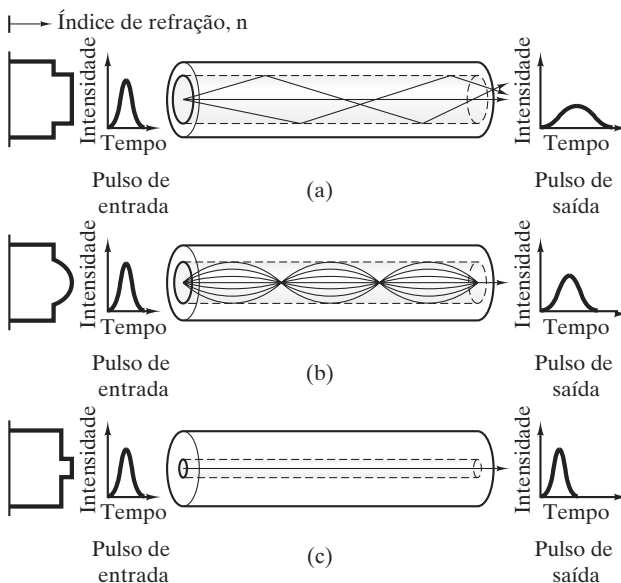 Índice de refração, n
Intensidade
Tempo
Pulso de
entrada
(a)
Intensidade
Tempo
Pulso de
saída
Intensidade
Tempo
Pulso de
entrada
(b)
Intensidade
Tempo
Pulso de
saída
Intensidade
Tempo
Pulso de
entrada
(c)
Intensidade
Tempo
Pulso de
saída